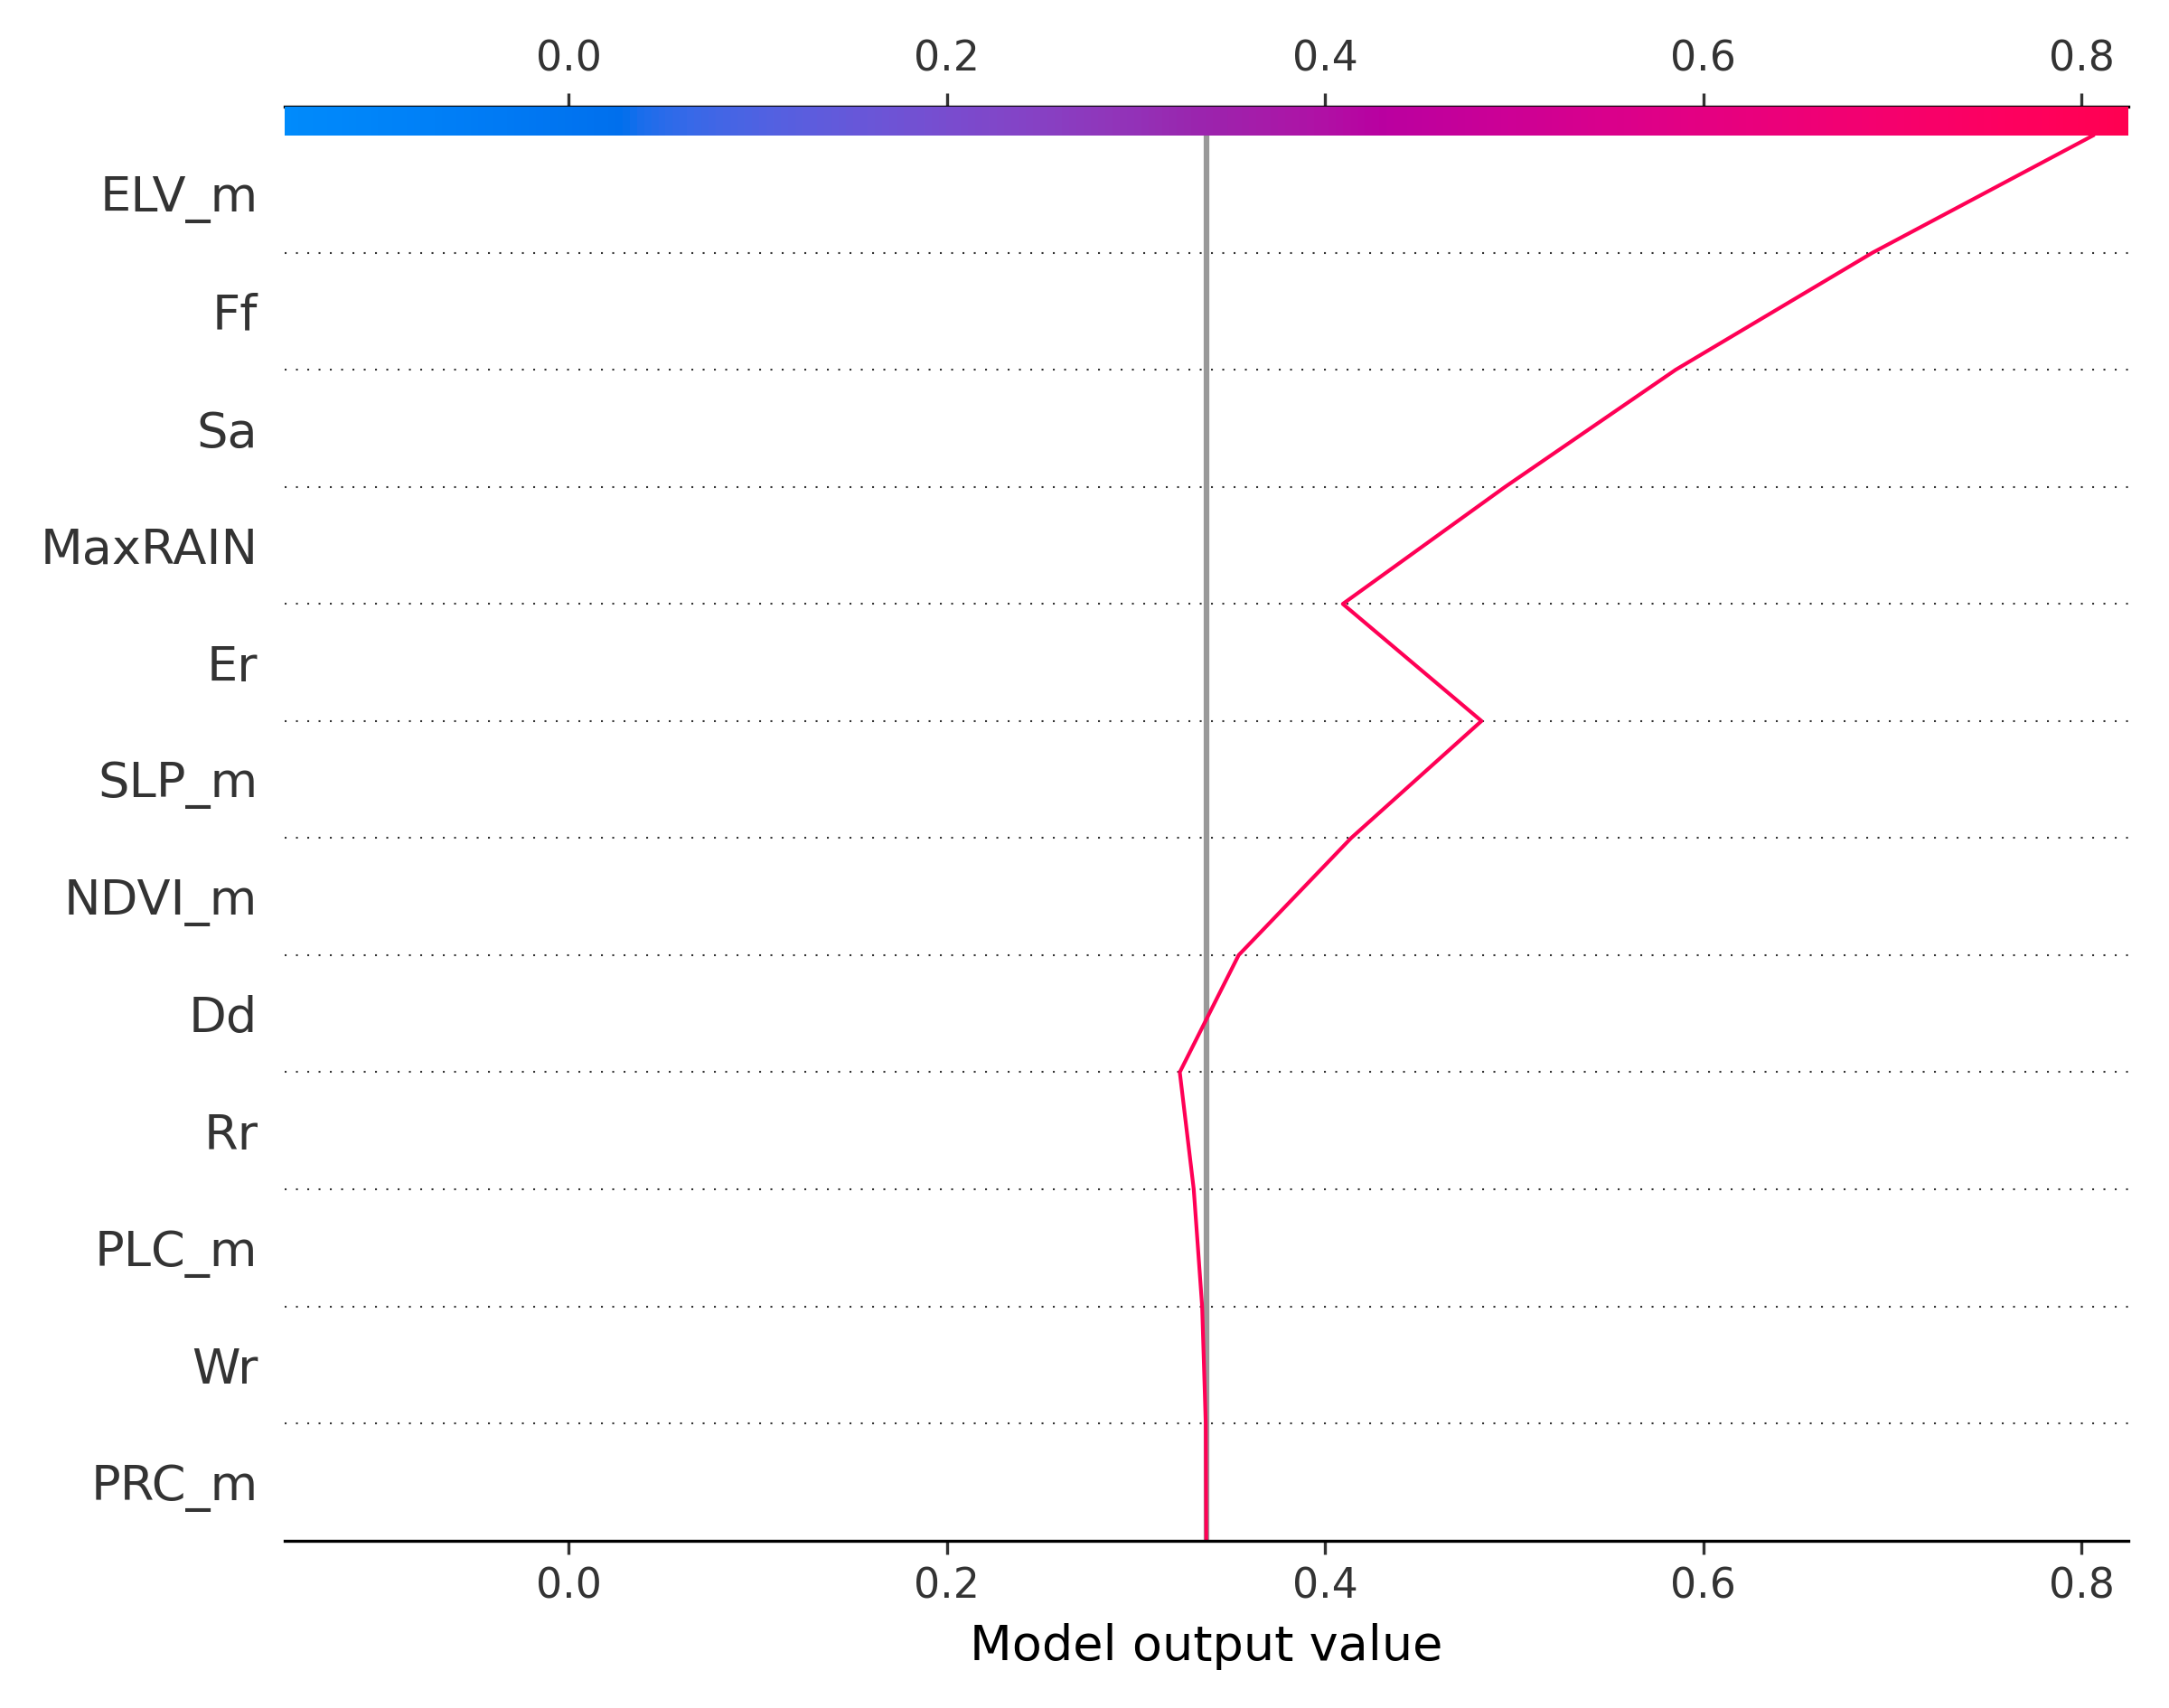 0.0 0.2 0.4 0.6 0.8
ELV_m
Ff
Sa
MaxRAIN
Er
SLP_m
NDVI_m
Dd
Rr
PLC_m
Wr
PRC_m
0.0 0.2 0.4 0.6 0.8
Model output value